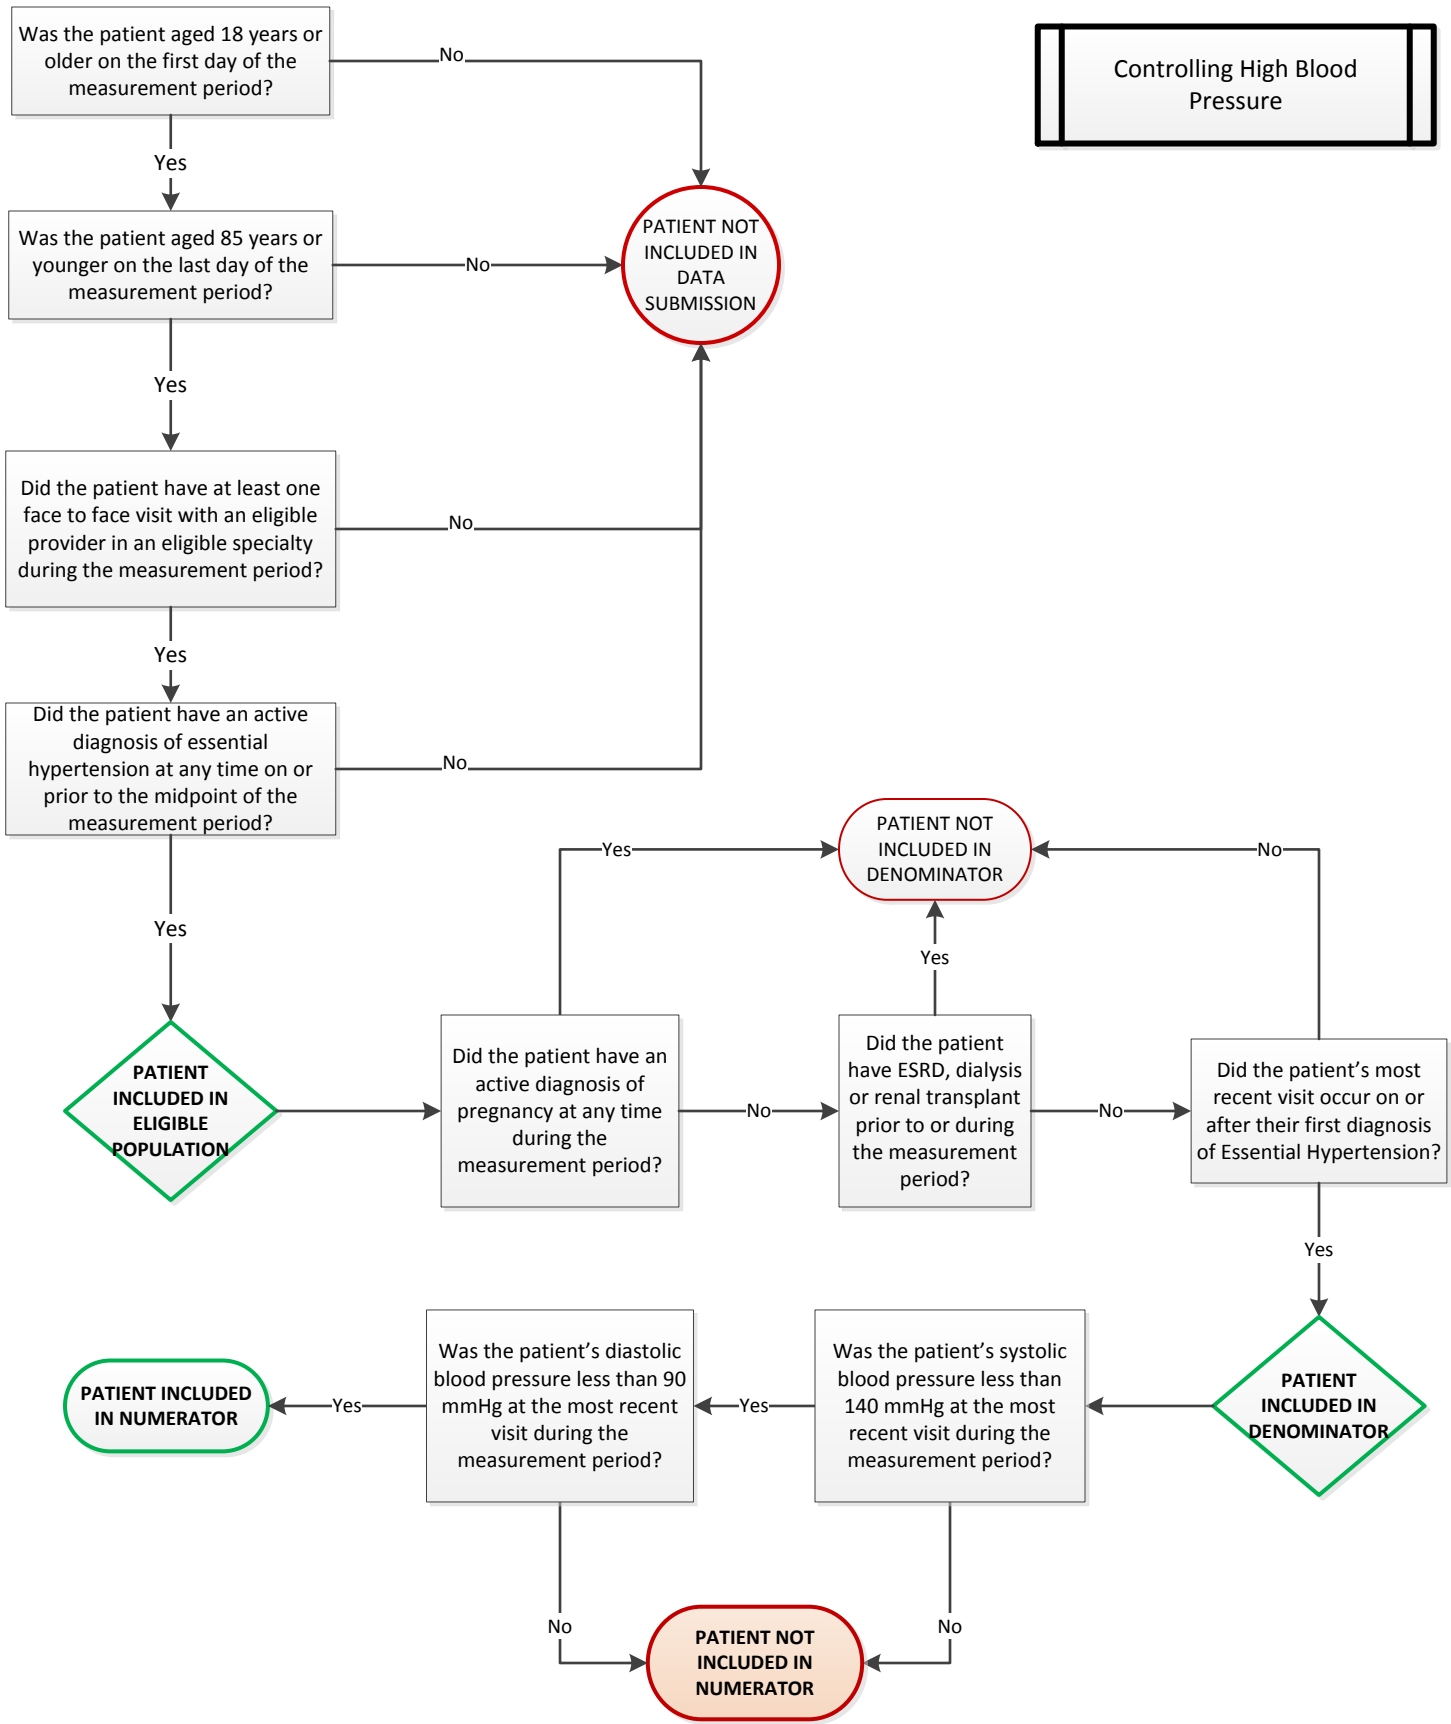 Was the patient aged 18 years or
older on the first day of the
measurement period?
No
Controlling High Blood
Pressure
Yes
Was the patient aged 85 years or
younger on the last day of the
measurement period?
No
PATIENT NOT
INCLUDED IN
DATA
SUBMISSION
Yes
Did the patient have at least one
face to face visit with an eligible
provider in an eligible specialty
during the measurement period?
No
Yes
Did the patient have an active
diagnosis of essential
hypertension at any time on or
prior to the midpoint of the
measurement period?
No
Yes
PATIENT NOT
INCLUDED IN
DENOMINATOR
Yes
No
Yes
PATIENT
INCLUDED IN
ELIGIBLE
POPULATION
Did the patient have an
active diagnosis of
pregnancy at any time
during the
measurement period?
No
Did the patient
have ESRD, dialysis
or renal transplant
prior to or during
the measurement
period?
No
Did the patient's most
recent visit occur on or
after their first diagnosis
of Essential Hypertension?
Yes
PATIENT
INCLUDED IN
DENOMINATOR
Was the patient's systolic
blood pressure less than
140 mmHg at the most
recent visit during the
measurement period?
Yes
Was the patient's diastolic
blood pressure less than 90
mmHg at the most recent
visit during the
measurement period?
Yes
PATIENT INCLUDED
IN NUMERATOR
No
No
PATIENT NOT
INCLUDED IN
NUMERATOR